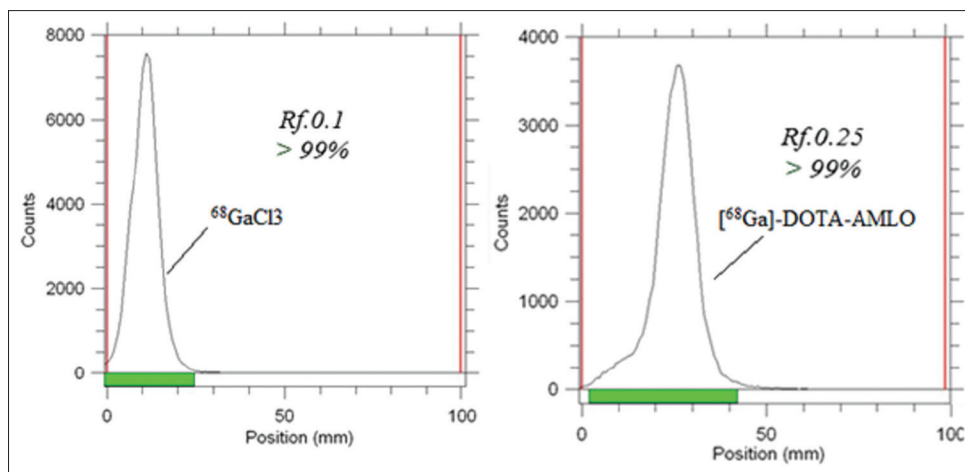 8000
6000
4000
2000
0
Counts
Rf.0.1
> 99%
⁶⁸GaCl3
0 50 100
Position (mm)
4000
3000
2000
1000
0
Counts
Rf.0.25
> 99%
[⁶⁸Ga]-DOTA-AMLO
0 50 100
Position (mm)